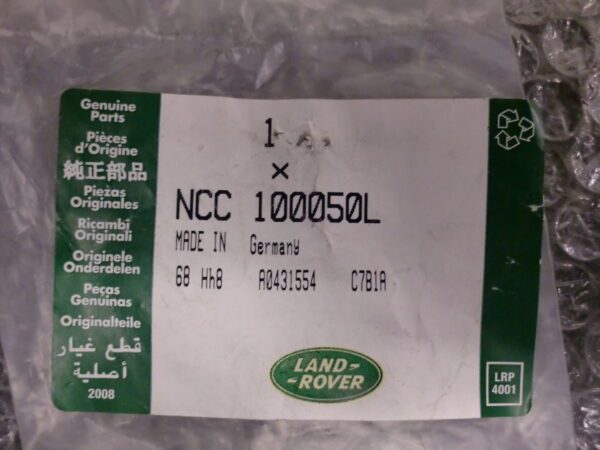 Genuine
Parts
Pièces
d'Origine
純正部品
Piezas
Originales
Ricambi
Originali
Originele
Onderdelen
Peças
Genuinas
Originalteile
قطع غيار
أصلية
2008
1
×
NCC 100050L
MADE IN Germany
68 Hh8 A0431554 C7B1A
LAND-
-ROVER
LRP
4001